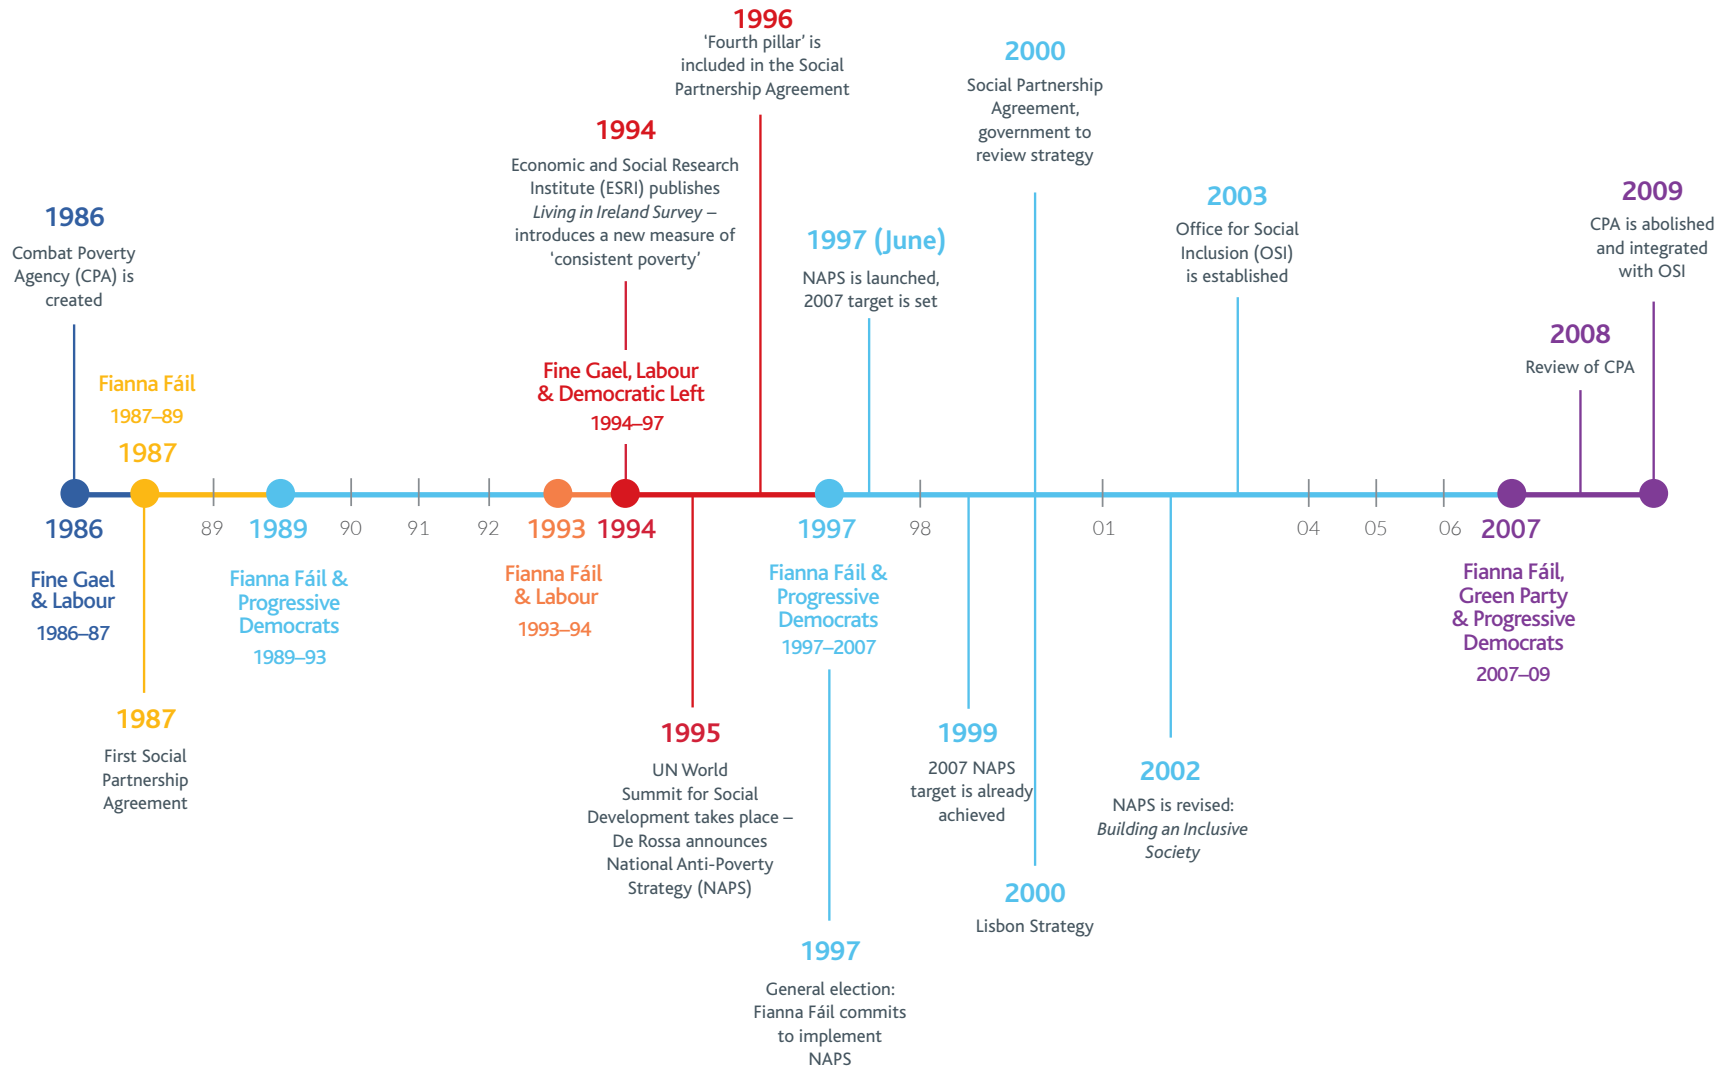 1996
‘Fourth pillar’ is
included in the Social
Partnership Agreement
2000
Social Partnership
Agreement,
government to
review strategy
1994
Economic and Social Research
Institute (ESRI) publishes
Living in Ireland Survey –
introduces a new measure of
‘consistent poverty’
1986
Combat Poverty
Agency (CPA) is
created
1997 (June)
NAPS is launched,
2007 target is set
2003
Office for Social
Inclusion (OSI)
is established
2009
CPA is abolished
and integrated
with OSI
2008
Review of CPA
Fianna Fáil
1987–89
1987
Fine Gael, Labour
& Democratic Left
1994–97
1986
89
1989
90
91
92
1993
1994
1997
98
01
04
05
06
2007
Fine Gael
& Labour
1986–87
Fianna Fáil &
Progressive
Democrats
1989–93
Fianna Fáil
& Labour
1993–94
Fianna Fáil &
Progressive
Democrats
1997–2007
Fianna Fáil,
Green Party
& Progressive
Democrats
2007–09
1987
First Social
Partnership
Agreement
1995
UN World
Summit for Social
Development takes place –
De Rossa announces
National Anti-Poverty
Strategy (NAPS)
1999
2007 NAPS
target is already
achieved
2002
NAPS is revised:
Building an Inclusive
Society
2000
Lisbon Strategy
1997
General election:
Fianna Fáil commits
to implement
NAPS